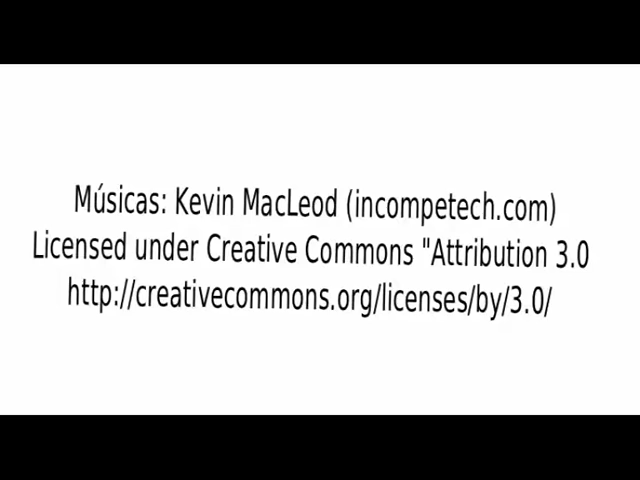 Músicas: Kevin MacLeod (incompetech.com)
Licensed under Creative Commons "Attribution 3.0
http://creativecommons.org/licenses/by/3.0/